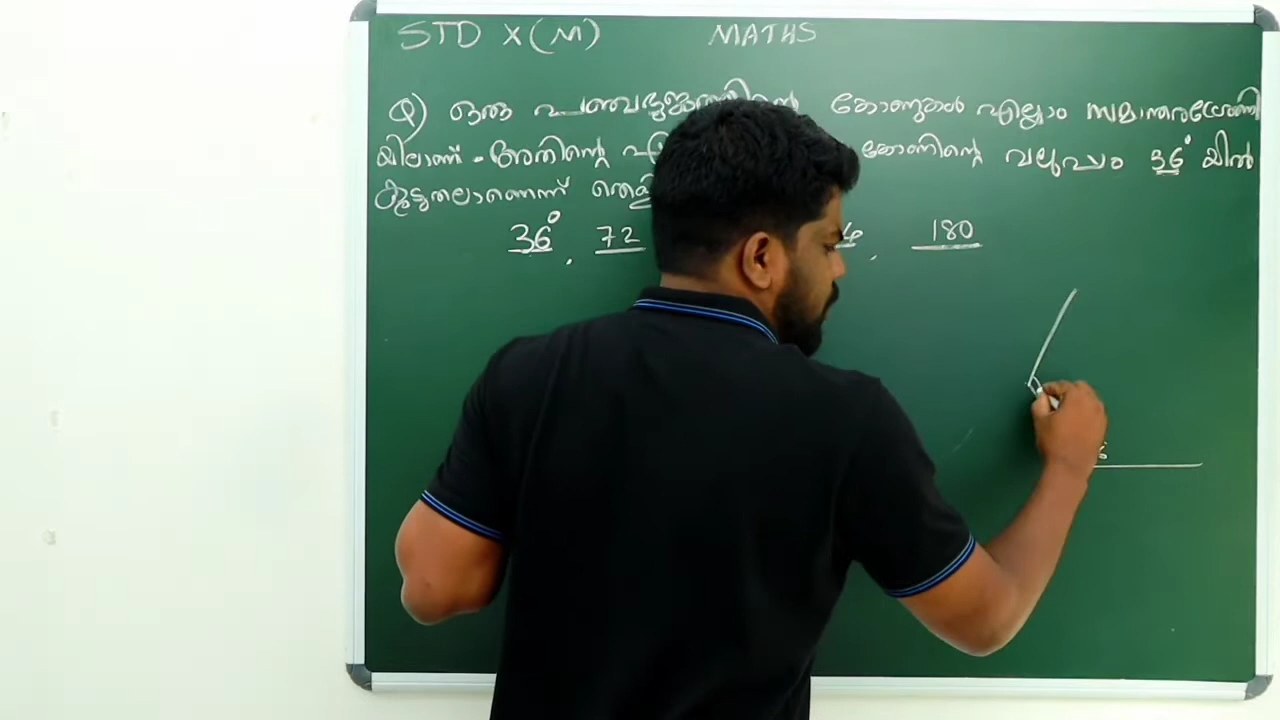 STD X(M) MATHS
Q) ഒരു പഞ്ചഭുജത്തിന്റെ കോണുകൾ എല്ലാം സമാന്തരശ്രേണി
യിലാണ്. അതിന്റെ കോണിന്റെ വലുപ്പം 36° യിൽ
കൂടുതലാണെന്ന്
36°, 72 , 180